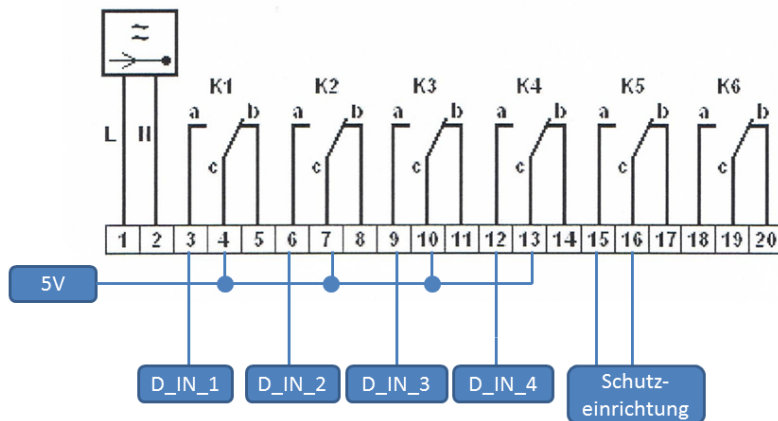 K1 K2 K3 K4 K5 K6
a b a b a b a b a b a b
L
c c c c c c
1 2 3 4 5 6 7 8 9 10 11 12 13 14 15 16 17 18 19 20
5V
D_IN_1 D_IN_2 D_IN_3 D_IN_4 Schutz-
einrichtung